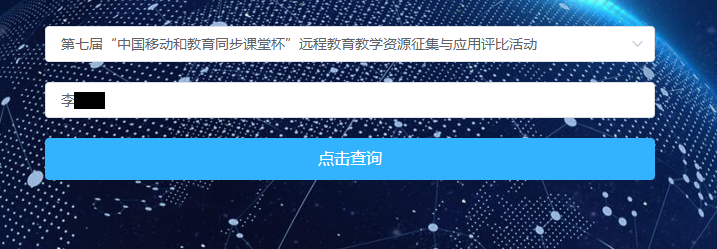 第七届“中国移动和教育同步课堂杯”远程教育教学资源征集与应用评比活动
李
点击查询